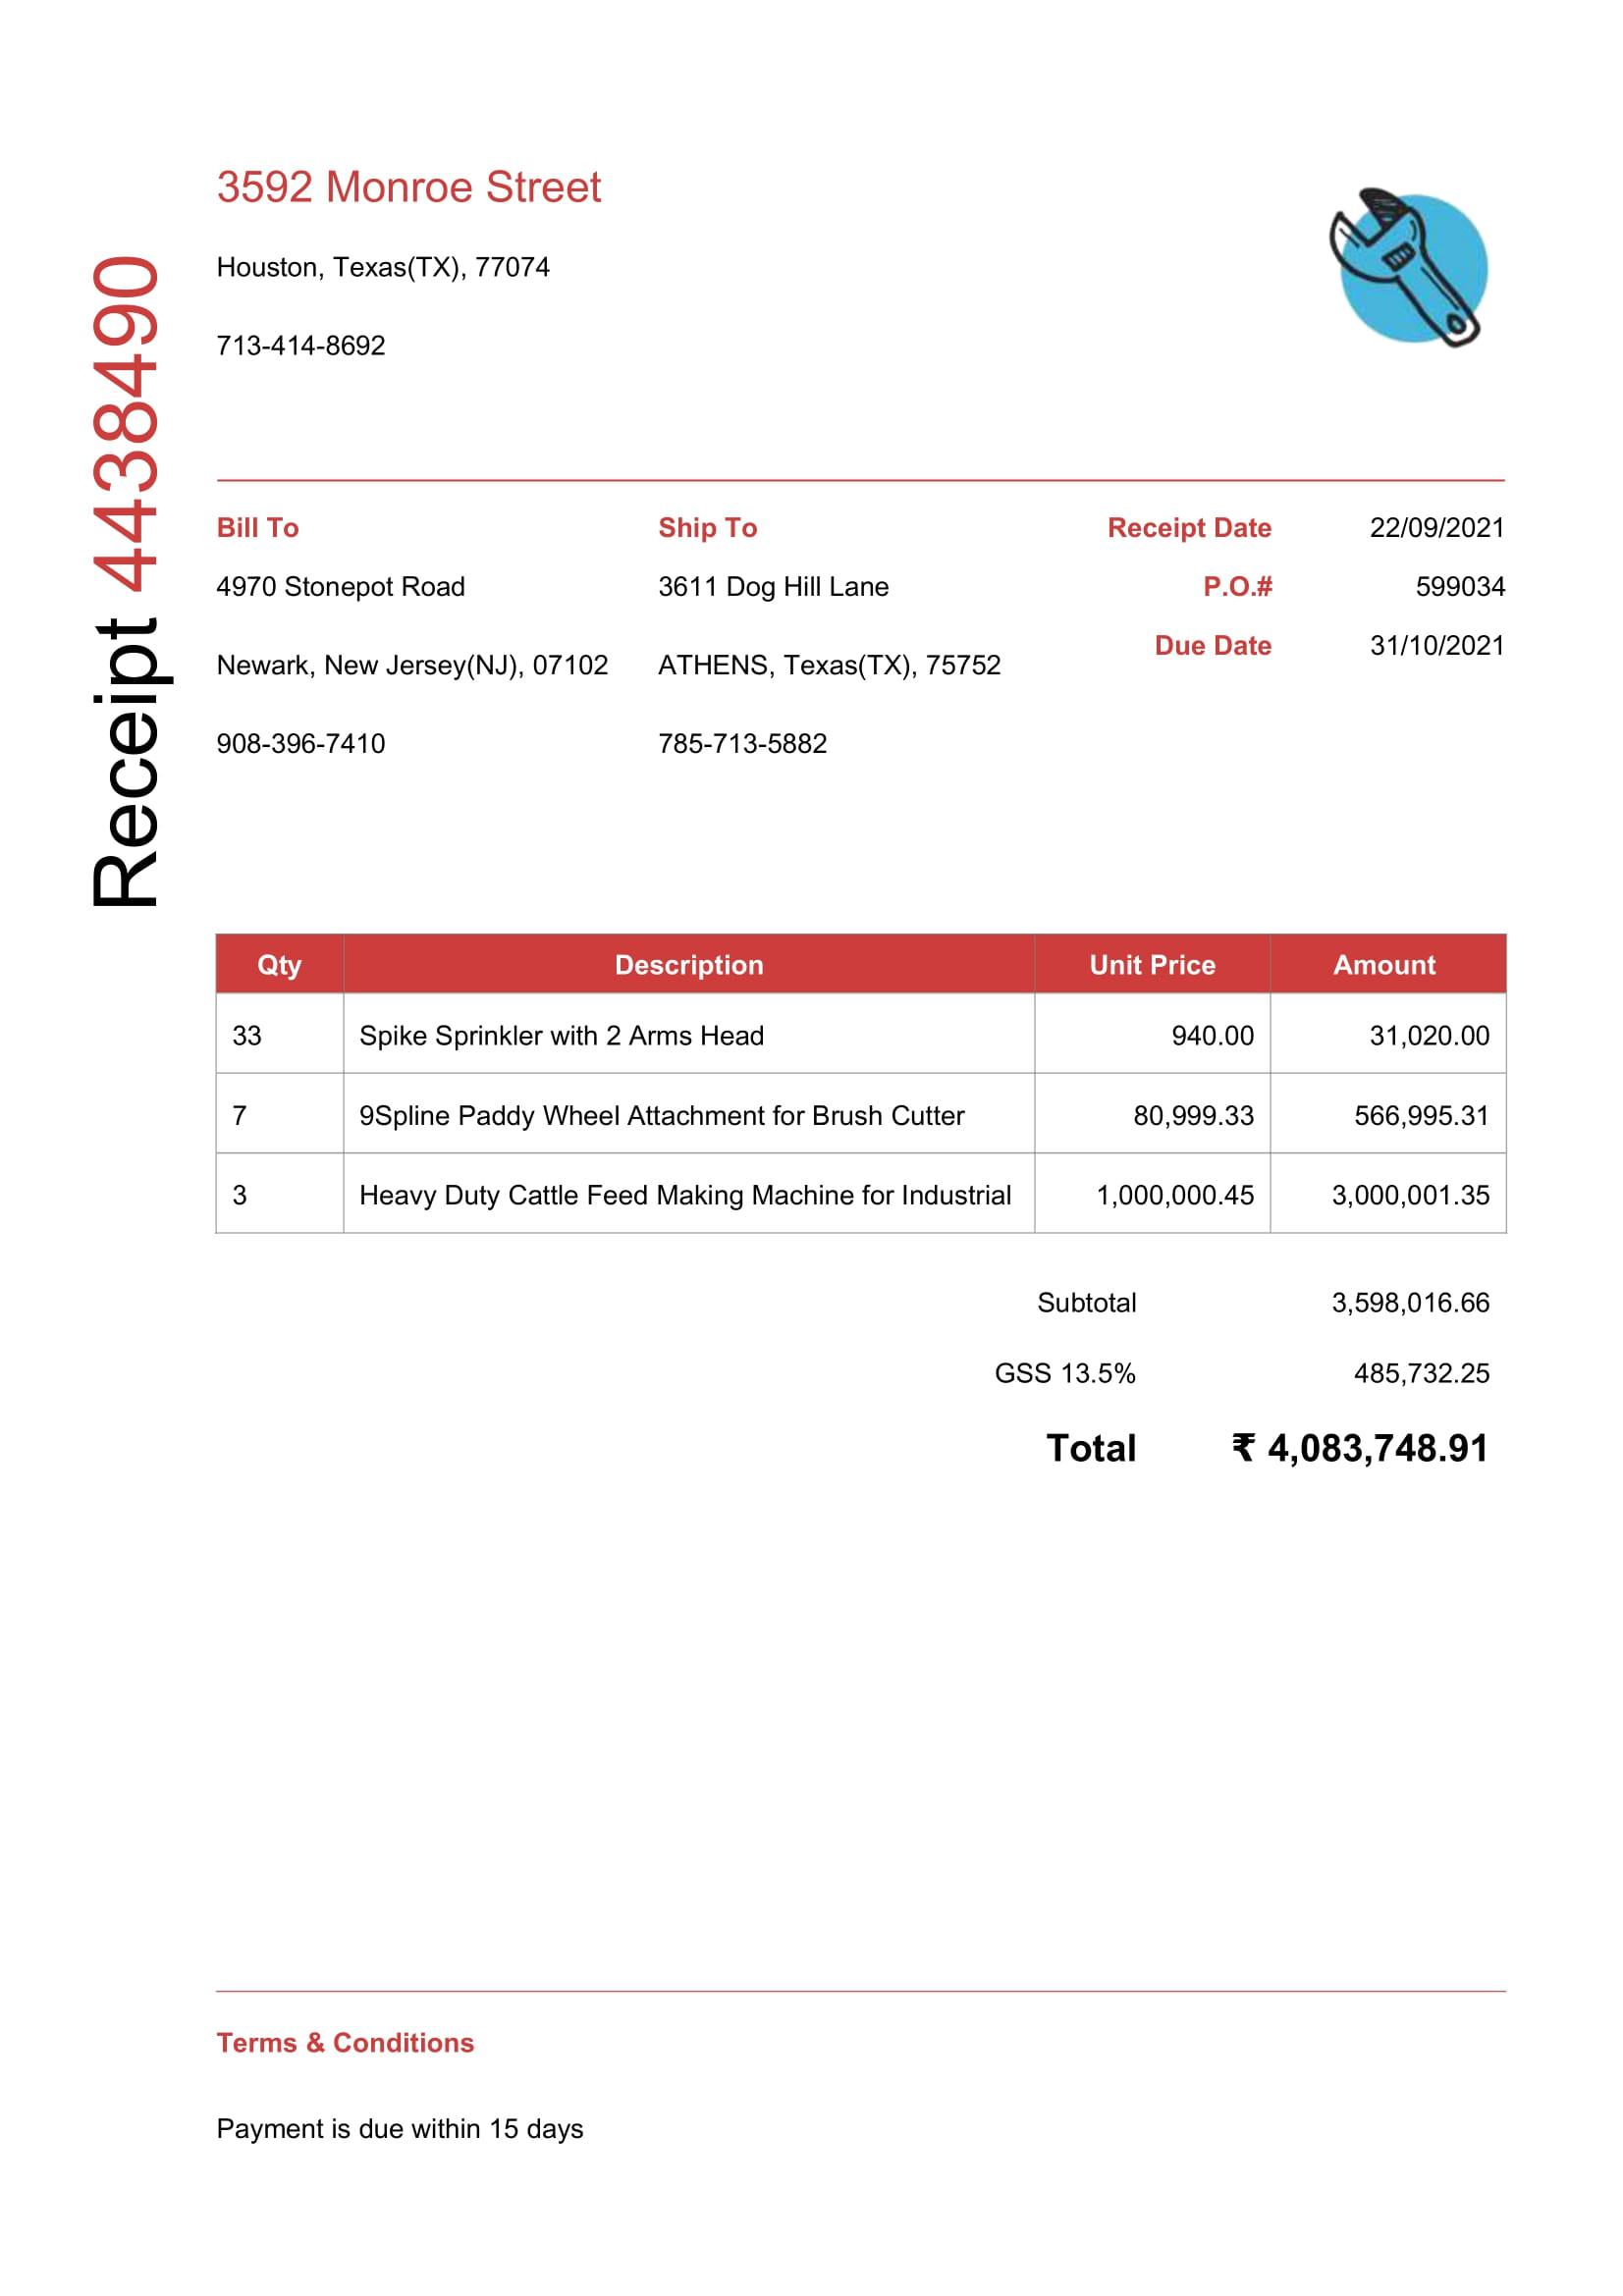 3592 Monroe Street
Houston, Texas(TX), 77074
713-414-8692
Receipt 4438490
Bill To
4970 Stonepot Road
Newark, New Jersey(NJ), 07102
908-396-7410
Ship To
3611 Dog Hill Lane
ATHENS, Texas(TX), 75752
785-713-5882
Receipt Date 22/09/2021
P.O.# 599034
Due Date 31/10/2021
Qty Description Unit Price Amount
33 Spike Sprinkler with 2 Arms Head 940.00 31,020.00
7 9Spline Paddy Wheel Attachment for Brush Cutter 80,999.33 566,995.31
3 Heavy Duty Cattle Feed Making Machine for Industrial 1,000,000.45 3,000,001.35
Subtotal 3,598,016.66
GSS 13.5% 485,732.25
Total ₹ 4,083,748.91
Terms & Conditions
Payment is due within 15 days